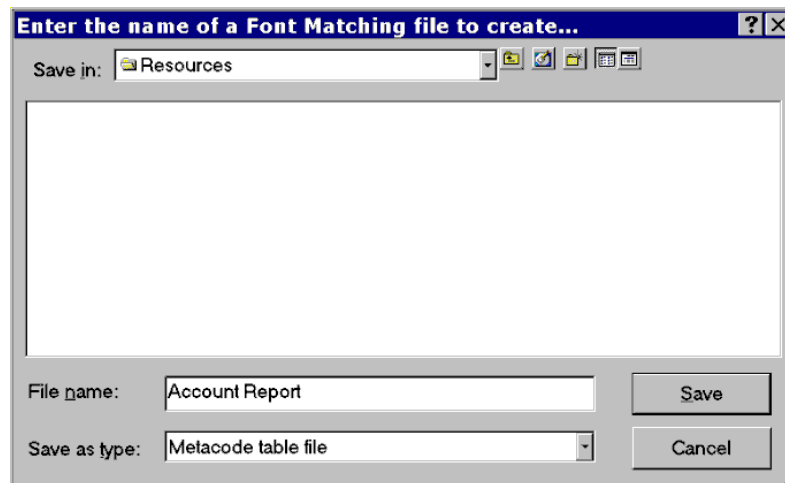 Enter the name of a Font Matching file to create...
Save in: Resources
File name: Account Report Save
Save as type: Metacode table file Cancel